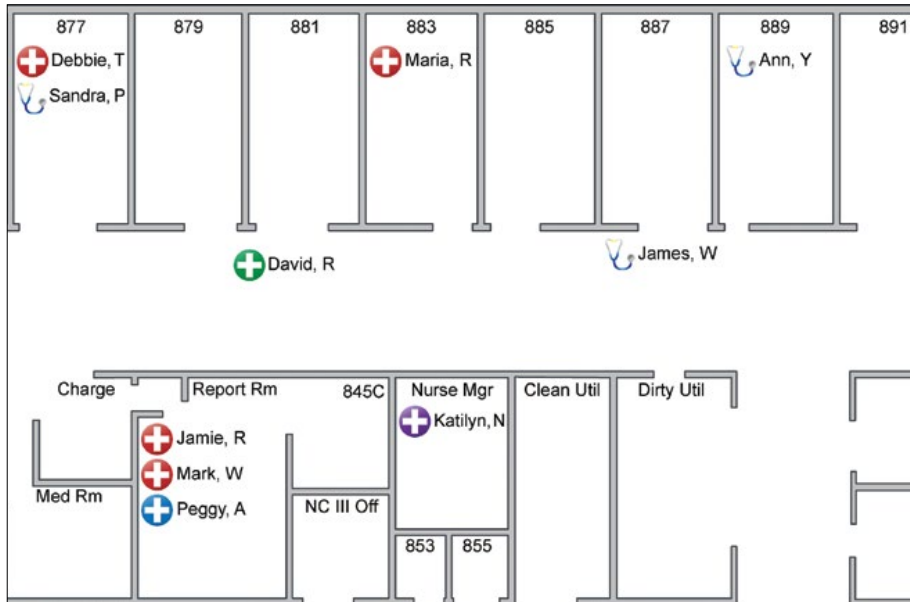 877 879 881 883 885 887 889 891
Debbie, T Maria, R Ann, Y
Sandra, P
David, R James, W
Charge Report Rm 845C Nurse Mgr Clean Util Dirty Util
Katilyn, N
Jamie, R
Mark, W
Med Rm NC III Off
Peggy, A
853 855